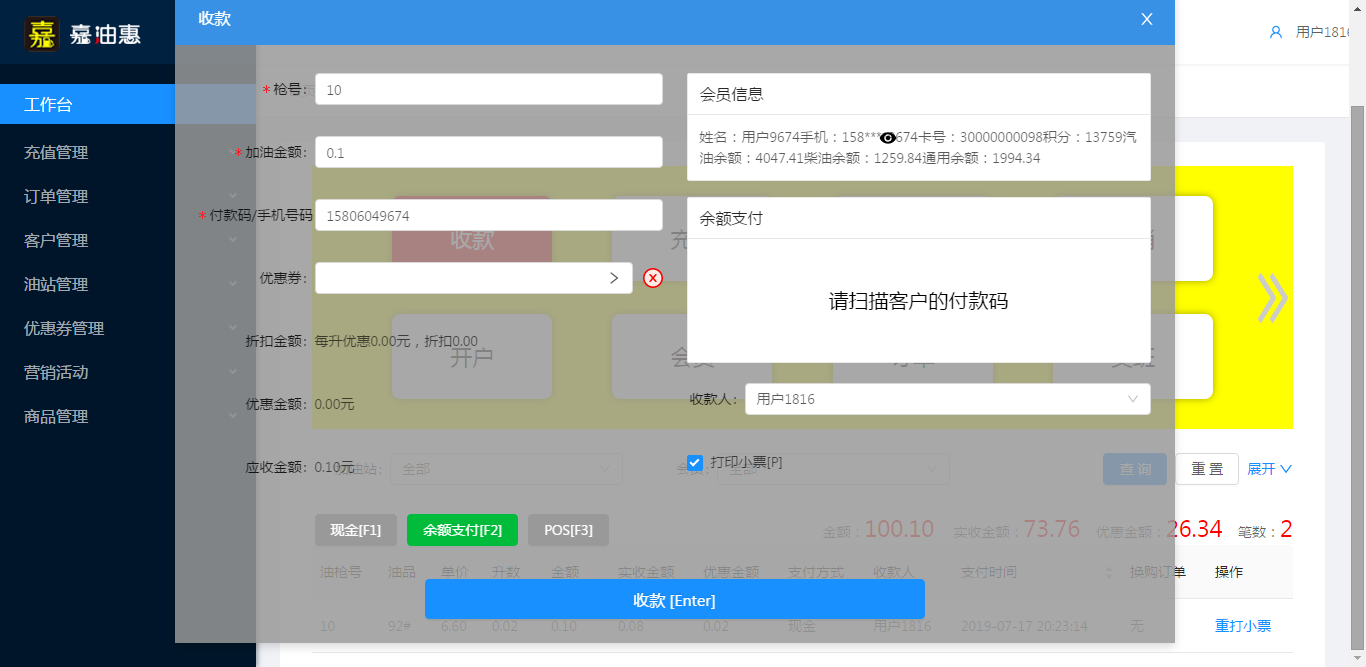 嘉 嘉油惠
收款 X
用户1816
工作台
充值管理
订单管理
客户管理
油站管理
优惠券管理
营销活动
商品管理
* 枪号: 10
* 加油金额: 0.1
* 付款码/手机号码 15806049674
优惠券:
折扣金额: 每升优惠0.00元，折扣0.00
优惠金额: 0.00元
应收金额: 0.10元
会员信息
姓名：用户9674手机：158***674卡号：30000000098积分：13759汽
油余额：4047.41柴油余额：1259.84通用余额：1994.34
余额支付
请扫描客户的付款码
收款人: 用户1816
打印小票[P]
收款
开户
全部
全部
查 询 重 置 展开
现金[F1] 余额支付[F2] POS[F3]
金额：100.10 实收金额：73.76 优惠金额：26.34 笔数：2
油枪号 油品 单价 升数 金额 实收金额 优惠金额 支付方式 收款人 支付时间 换购订单 操作
收款 [Enter]
10 92# 6.60 0.02 0.10 0.08 0.02 现金 用户1816 2019-07-17 20:23:14 无 重打小票